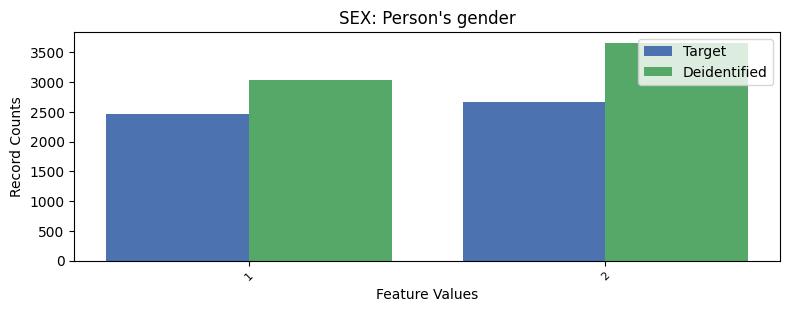 SEX: Person's gender
Target
Deidentified
Record Counts
3500
3000
2500
2000
1500
1000
500
0
1
2
Feature Values